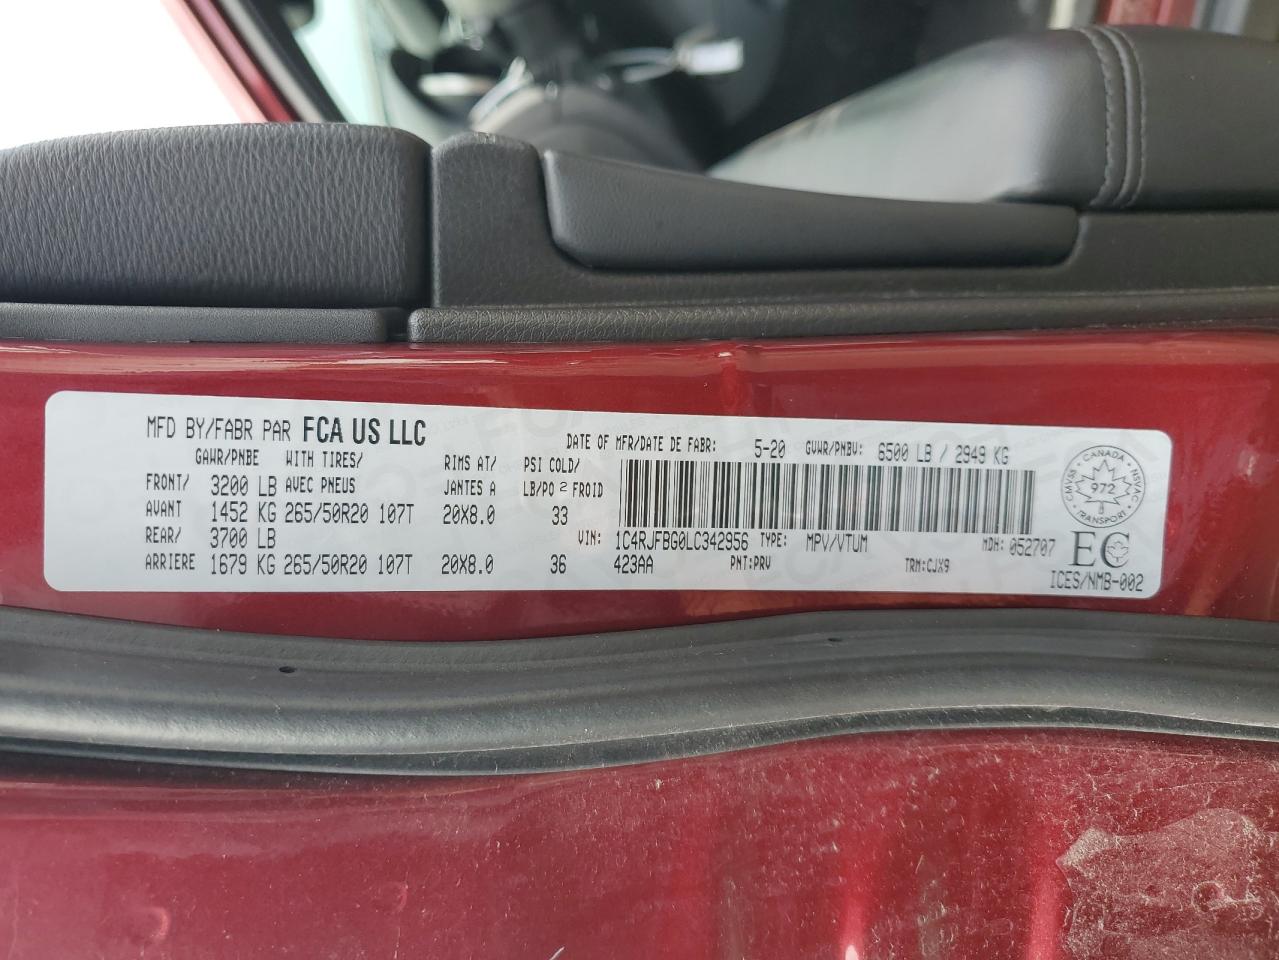 MFD BY/FABR PAR FCA US LLC
DATE OF MFR/DATE DE FABR: 5-20 GVWR/PNBV: 6500 LB / 2949 KG
GAWR/PNBE WITH TIRES/ RIMS AT/ PSI COLD/
FRONT/ 3200 LB AVEC PNEUS JANTES A LB/PO 2 FROID
AVANT 1452 KG 265/50R20 107T 20X8.0 33
REAR/ 3700 LB
ARRIERE 1679 KG 265/50R20 107T 20X8.0 36
VIN: 1C4RJFBG0LC342956 TYPE: MPV/VTUM MDH: 052707
423AA PNT:PRV TRM:CJX9
CMVSS CANADA NSVAC
972
TRANSPORT
EC
ICES/NMB-002